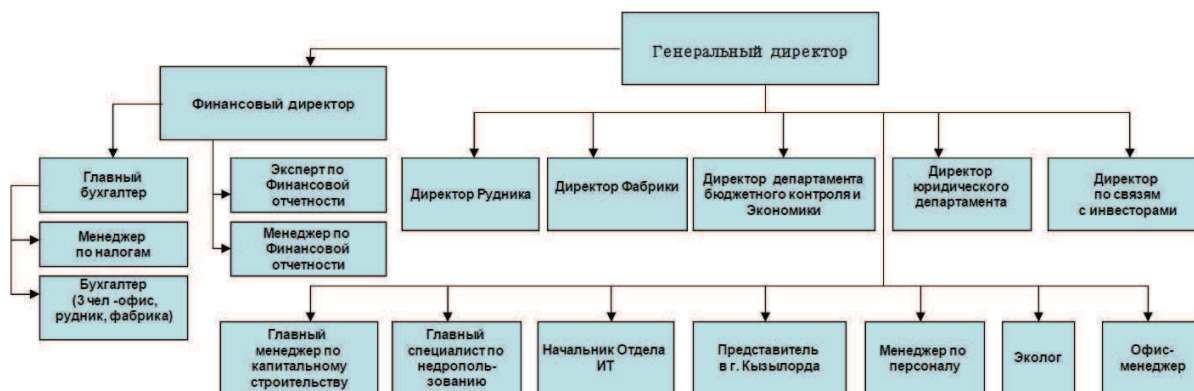 Генеральный директор
Финансовый директор
Главный
бухгалтер
Эксперт по
Финансовой
отчетности
Менеджер
по налогам
Менеджер по
Финансовой
отчетности
Бухгалтер
(3 чел -офис,
рудник, фабрика)
Директор Рудника
Директор Фабрики
Директор департамента
бюджетного контроля и
Экономики
Директор
юридического
департамента
Директор
по связям
с инвесторами
Главный
менеджер по
капитальному
строительству
Главный
специалист по
недрополь-
зованию
Начальник Отдела
ИТ
Представитель
в г. Кызылорда
Менеджер по
персоналу
Эколог
Офис-
менеджер